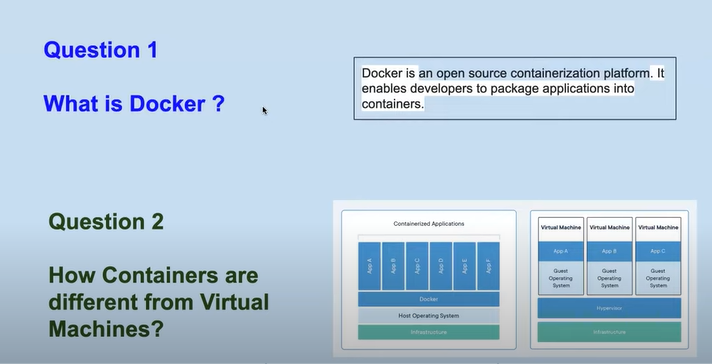 Question 1
What is Docker ?
Docker is an open source containerization platform. It
enables developers to package applications into
containers.
Question 2
How Containers are
different from Virtual
Machines?
Containerized Applications
App A
App B
App C
App D
App E
App F
Docker
Host Operating System
Infrastructure
Virtual Machine
Virtual Machine
Virtual Machine
App A
App B
App C
Guest
Operating
System
Guest
Operating
System
Guest
Operating
System
Hypervisor
Infrastructure